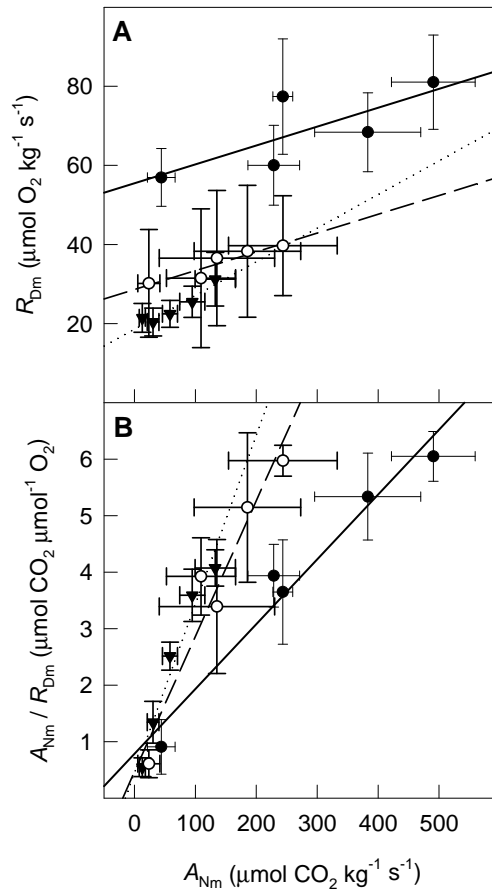 A
80
60
40
20
R_Dm (μmol O₂ kg⁻¹ s⁻¹)
B
6
5
4
3
2
1
A_Nm / R_Dm (μmol CO₂ μmol⁻¹ O₂)
0 100 200 300 400 500
A_Nm (μmol CO₂ kg⁻¹ s⁻¹)